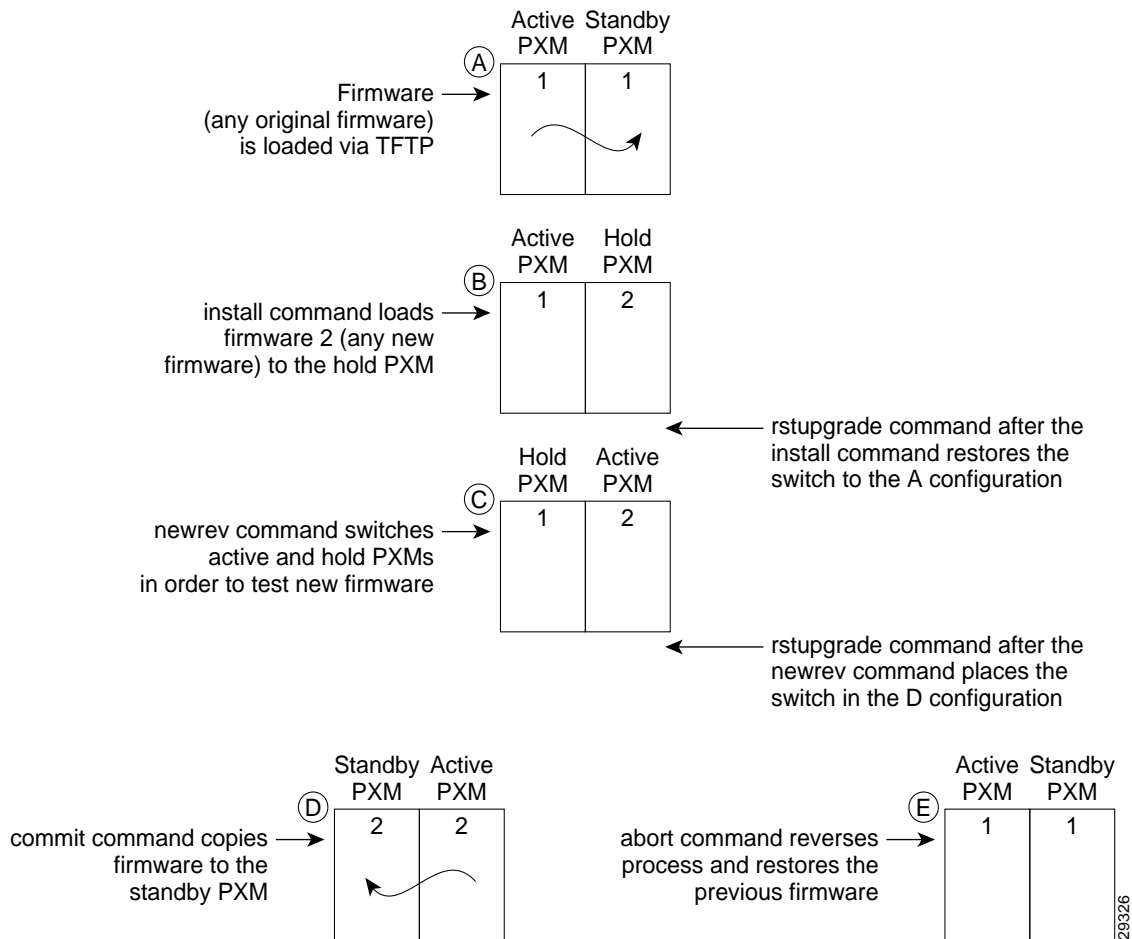 Active Standby
PXM PXM
A
1 1
Firmware
(any original firmware)
is loaded via TFTP
Active Hold
PXM PXM
B
1 2
install command loads
firmware 2 (any new
firmware) to the hold PXM
rstupgrade command after the
install command restores the
switch to the A configuration
Hold Active
PXM PXM
C
1 2
newrev command switches
active and hold PXMs
in order to test new firmware
rstupgrade command after the
newrev command places the
switch in the D configuration
Standby Active
PXM PXM
D
2 2
commit command copies
firmware to the
standby PXM
Active Standby
PXM PXM
E
1 1
abort command reverses
process and restores the
previous firmware
29326